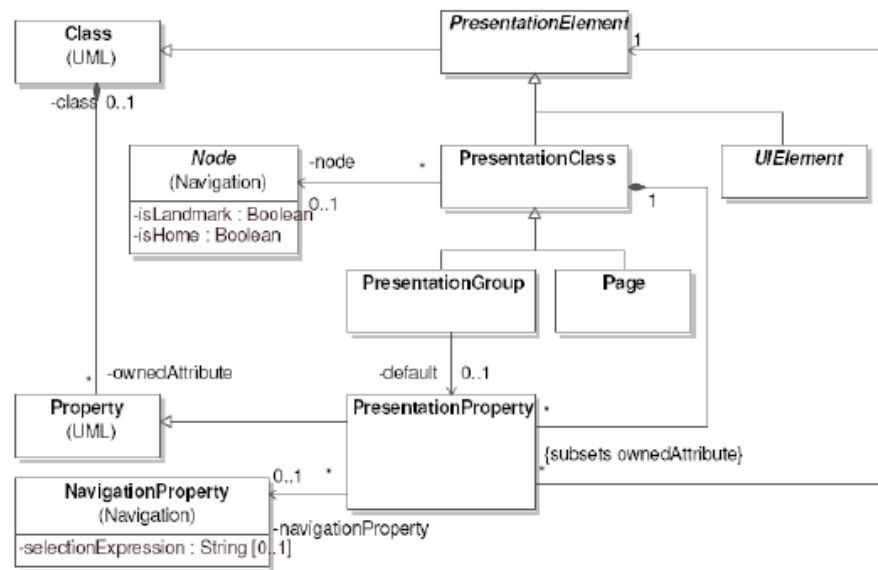 Class
(UML)
PresentationElement
1
-class 0..1
Node
(Navigation)
-isLandmark : Boolean
-isHome : Boolean
-node
*
0..1
PresentationClass
1
UIElement
PresentationGroup
Page
-default 0..1
* -ownedAttribute
Property
(UML)
PresentationProperty
*
{subsets ownedAttribute}
*
0..1 *
NavigationProperty
(Navigation)
-selectionExpression : String [0..1]
-navigationProperty